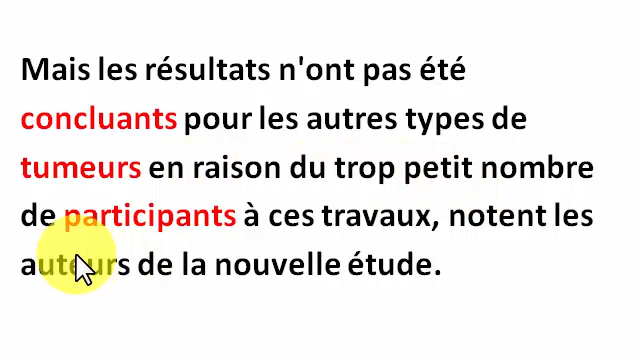 Mais les résultats n'ont pas été
concluants pour les autres types de
tumeurs en raison du trop petit nombre
de participants à ces travaux, notent les
auteurs de la nouvelle étude.